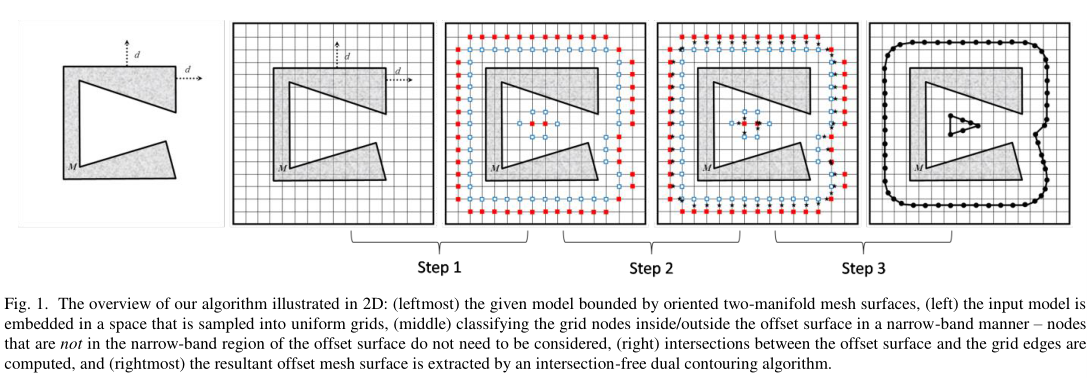 d
d
M
d
d
M
M
M
M
Step 1
Step 2
Step 3
Fig. 1. The overview of our algorithm illustrated in 2D: (leftmost) the given model bounded by oriented two-manifold mesh surfaces, (left) the input model is
embedded in a space that is sampled into uniform grids, (middle) classifying the grid nodes inside/outside the offset surface in a narrow-band manner – nodes
that are not in the narrow-band region of the offset surface do not need to be considered, (right) intersections between the offset surface and the grid edges are
computed, and (rightmost) the resultant offset mesh surface is extracted by an intersection-free dual contouring algorithm.